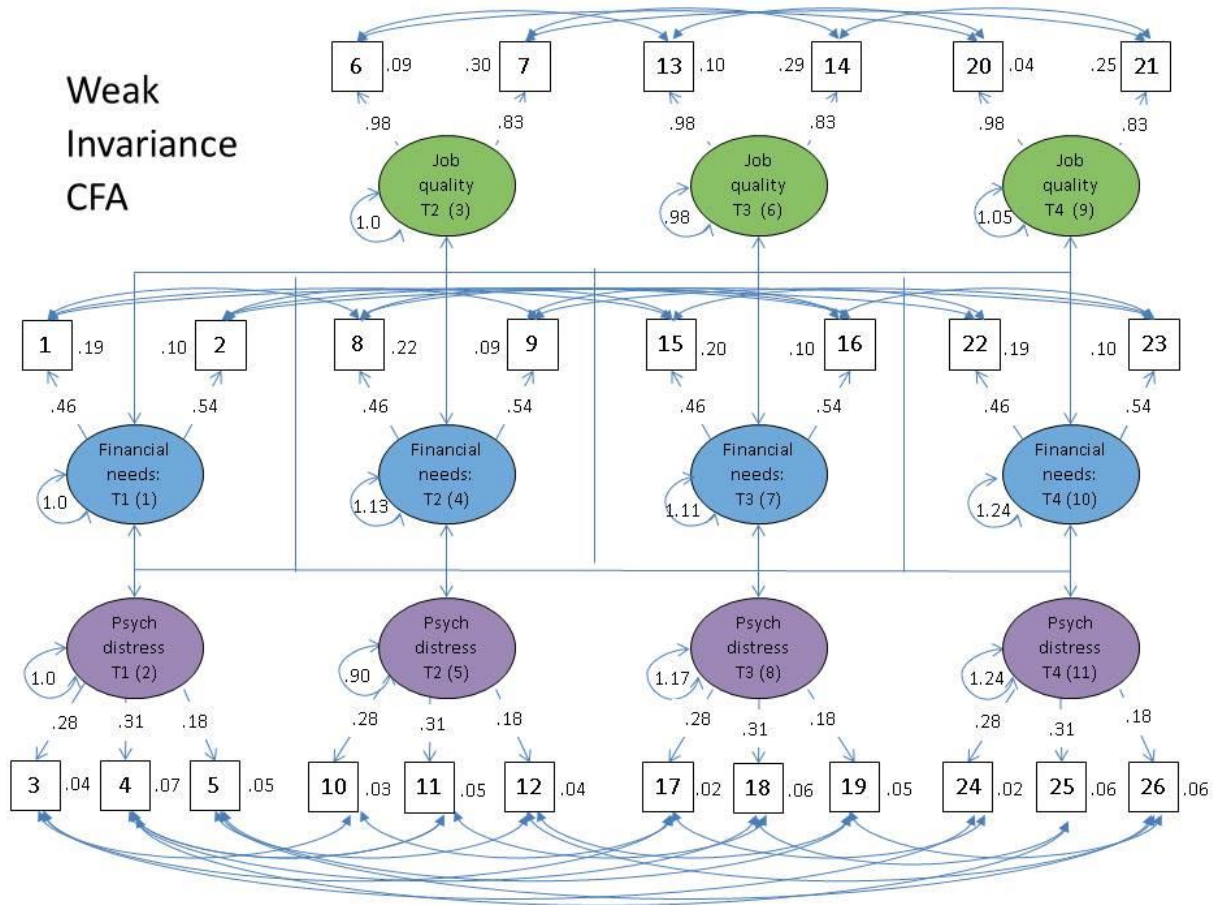 Weak
Invariance
CFA
6 .09 .30 7 13 .10 .29 14 20 .04 .25 21
.98 .83 .98 .83 .98 .83
Job
quality
T2 (3)
1.0
Job
quality
T3 (6)
.98
Job
quality
T4 (9)
1.05
1 .19 .10 2 8 .22 .09 9 15 .20 .10 16 22 .19 .10 23
.46 .54 .46 .54 .46 .54 .46 .54
Financial
needs:
T1 (1)
1.0
Financial
needs:
T2 (4)
1.13
Financial
needs:
T3 (7)
1.11
Financial
needs:
T4 (10)
1.24
Psych
distress
T1 (2)
1.0
Psych
distress
T2 (5)
.90
Psych
distress
T3 (8)
1.17
Psych
distress
T4 (11)
1.24
.28 .31 .18 .28 .31 .18 .28 .31 .18 .28 .31 .18
3 .04 4 .07 5 .05 10 .03 11 .05 12 .04 17 .02 18 .06 19 .05 24 .02 25 .06 26 .06